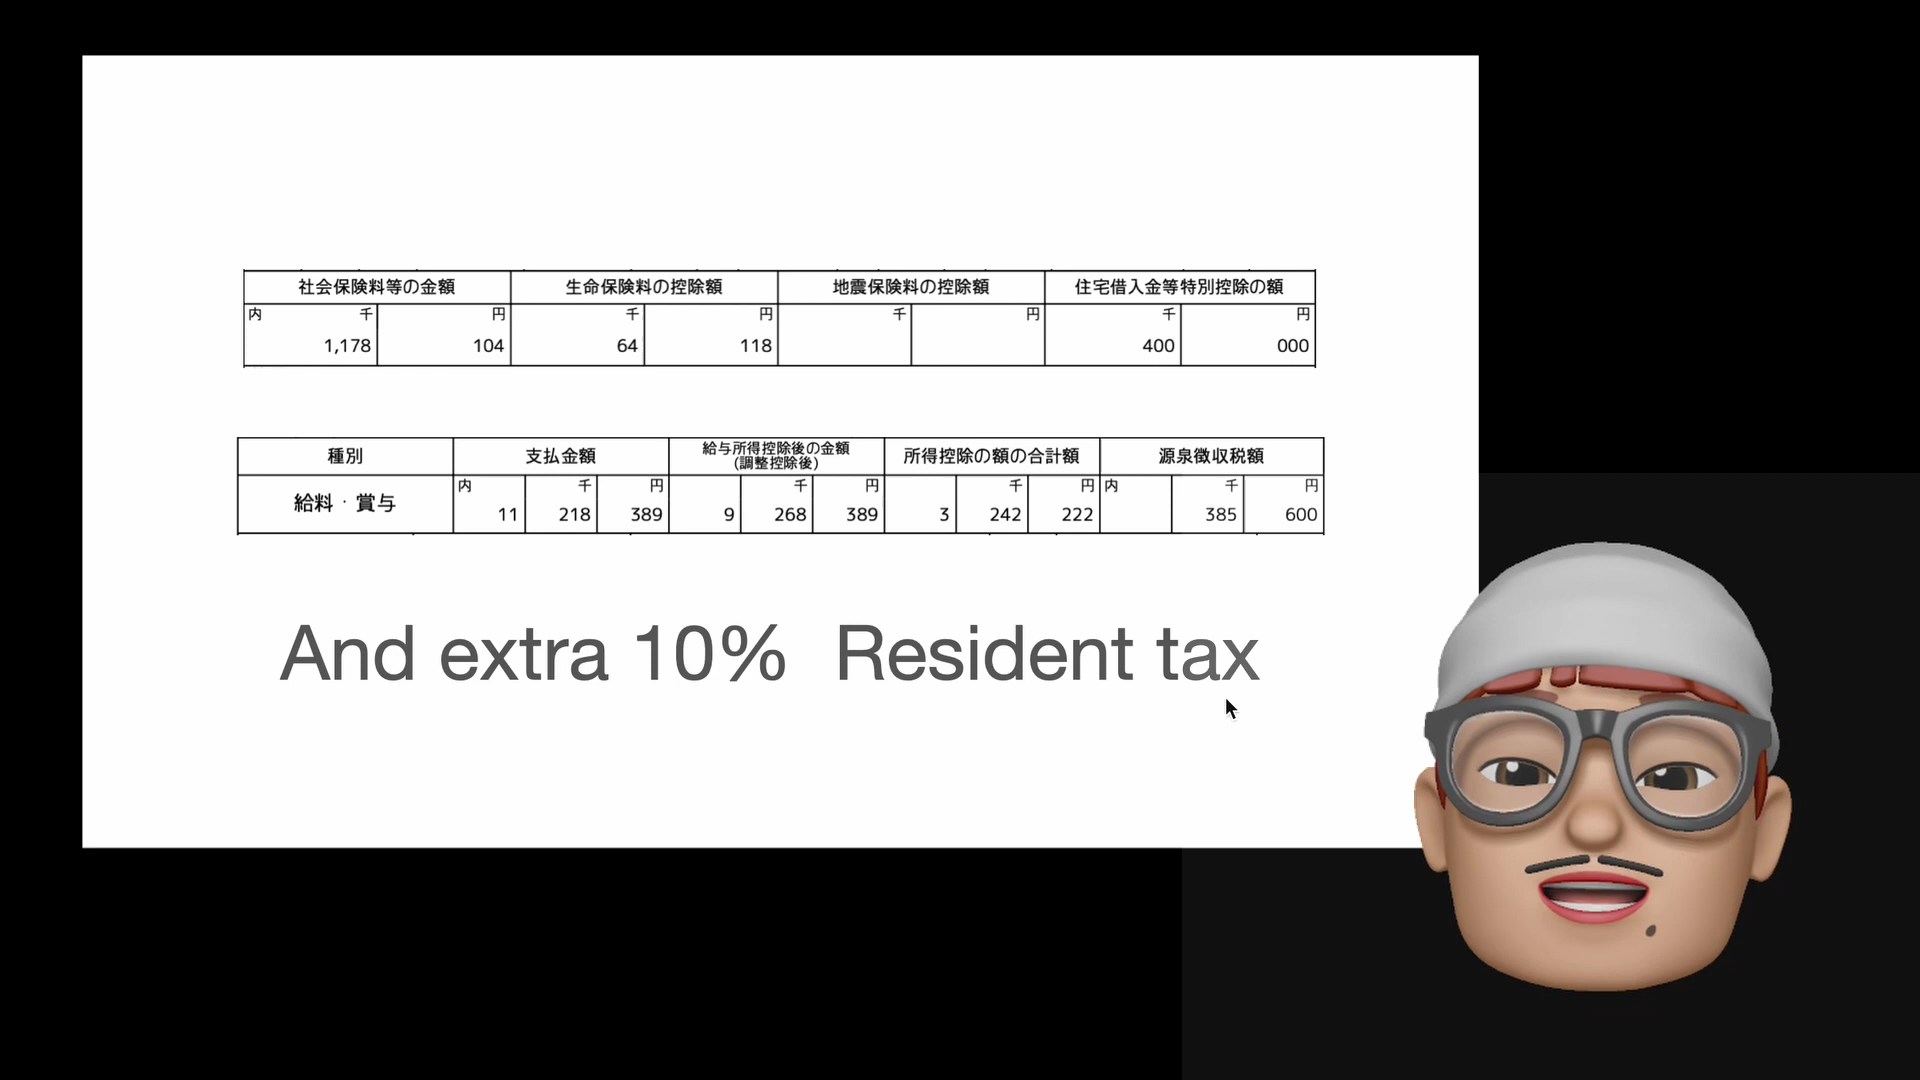 社会保険料等の金額 生命保険料の控除額 地震保険料の控除額 住宅借入金等特別控除の額
内 千 円 千 円 千 円 千 円
1,178 104 64 118 400 000
種別 支払金額 給与所得控除後の金額 (調整控除後) 所得控除の額の合計額 源泉徴収税額
内 千 円 千 円 千 円 内 千 円
給料・賞与 11 218 389 9 268 389 3 242 222 385 600
And extra 10% Resident tax